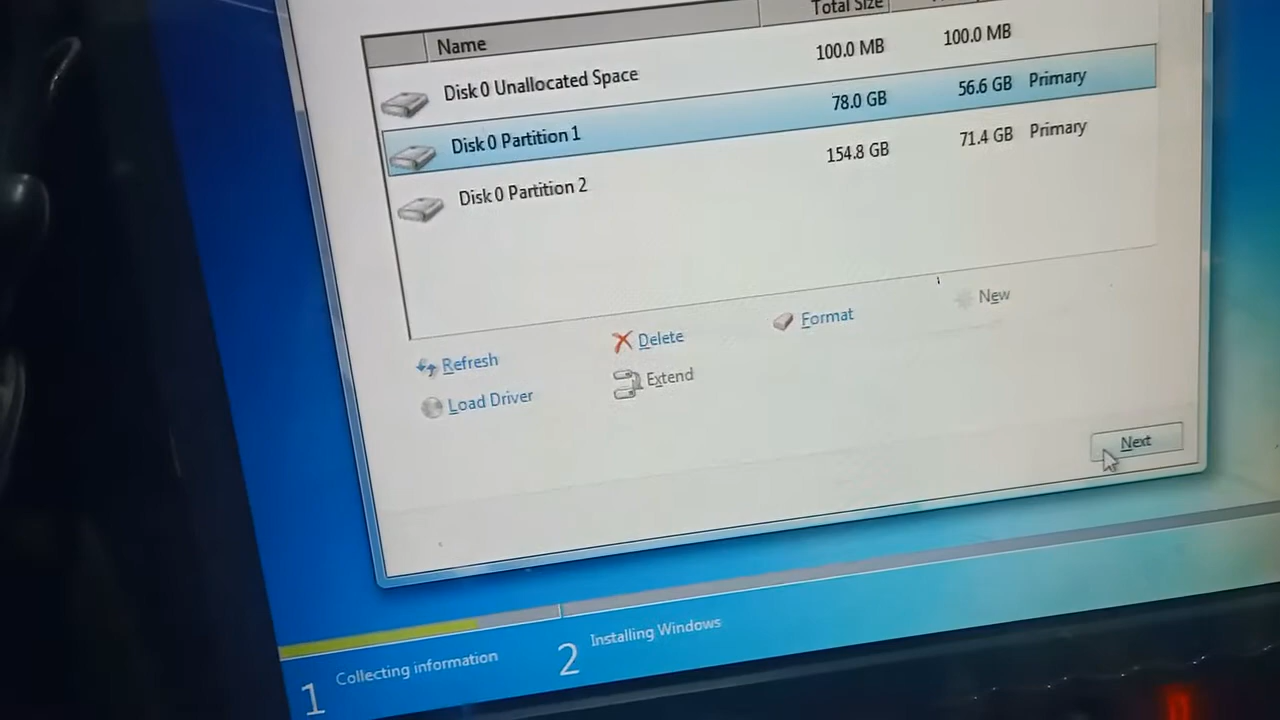 Name Total Size
Disk 0 Unallocated Space 100.0 MB 100.0 MB
Disk 0 Partition 1 78.0 GB 56.6 GB Primary
Disk 0 Partition 2 154.8 GB 71.4 GB Primary
Refresh Delete Format New
Load Driver Extend
Next
1 Collecting information 2 Installing Windows